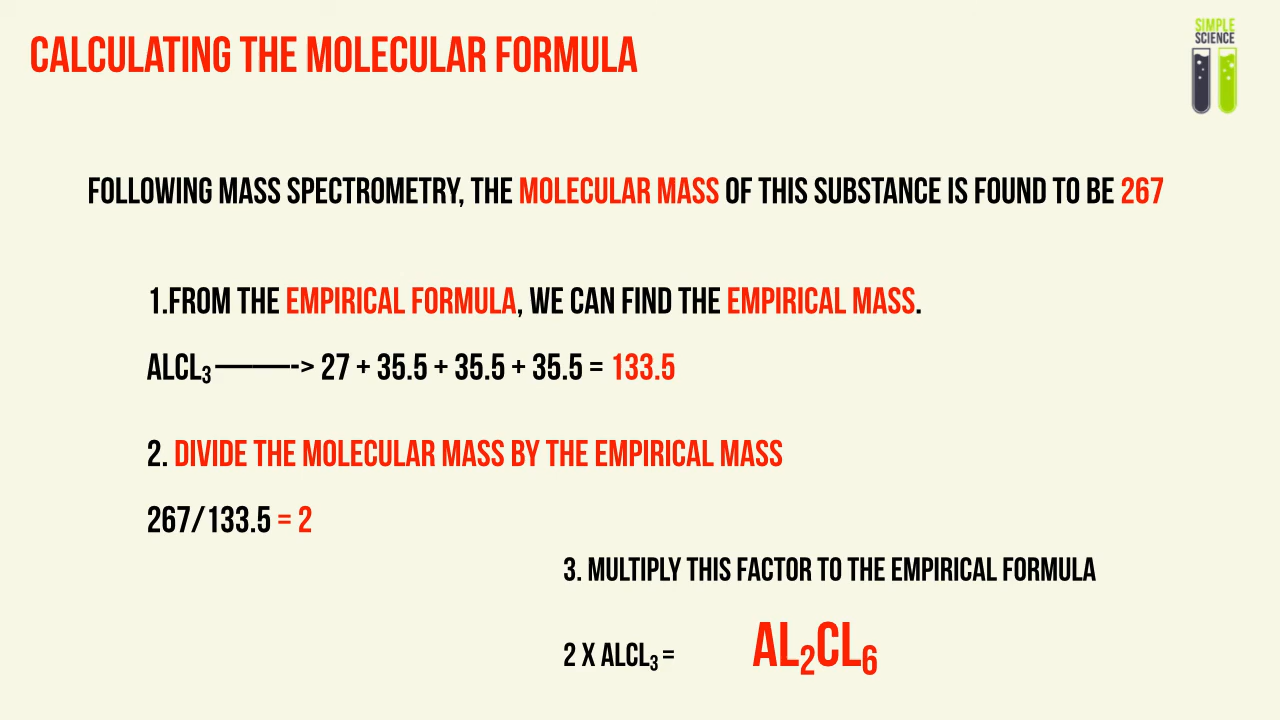 CALCULATING THE MOLECULAR FORMULA
SIMPLE
SCIENCE
FOLLOWING MASS SPECTROMETRY, THE MOLECULAR MASS OF THIS SUBSTANCE IS FOUND TO BE 267
1.FROM THE EMPIRICAL FORMULA, WE CAN FIND THE EMPIRICAL MASS.
ALCL₃ ————-> 27 + 35.5 + 35.5 + 35.5 = 133.5
2. DIVIDE THE MOLECULAR MASS BY THE EMPIRICAL MASS
267/133.5 = 2
3. MULTIPLY THIS FACTOR TO THE EMPIRICAL FORMULA
2 X ALCL₃ = AL₂CL₆